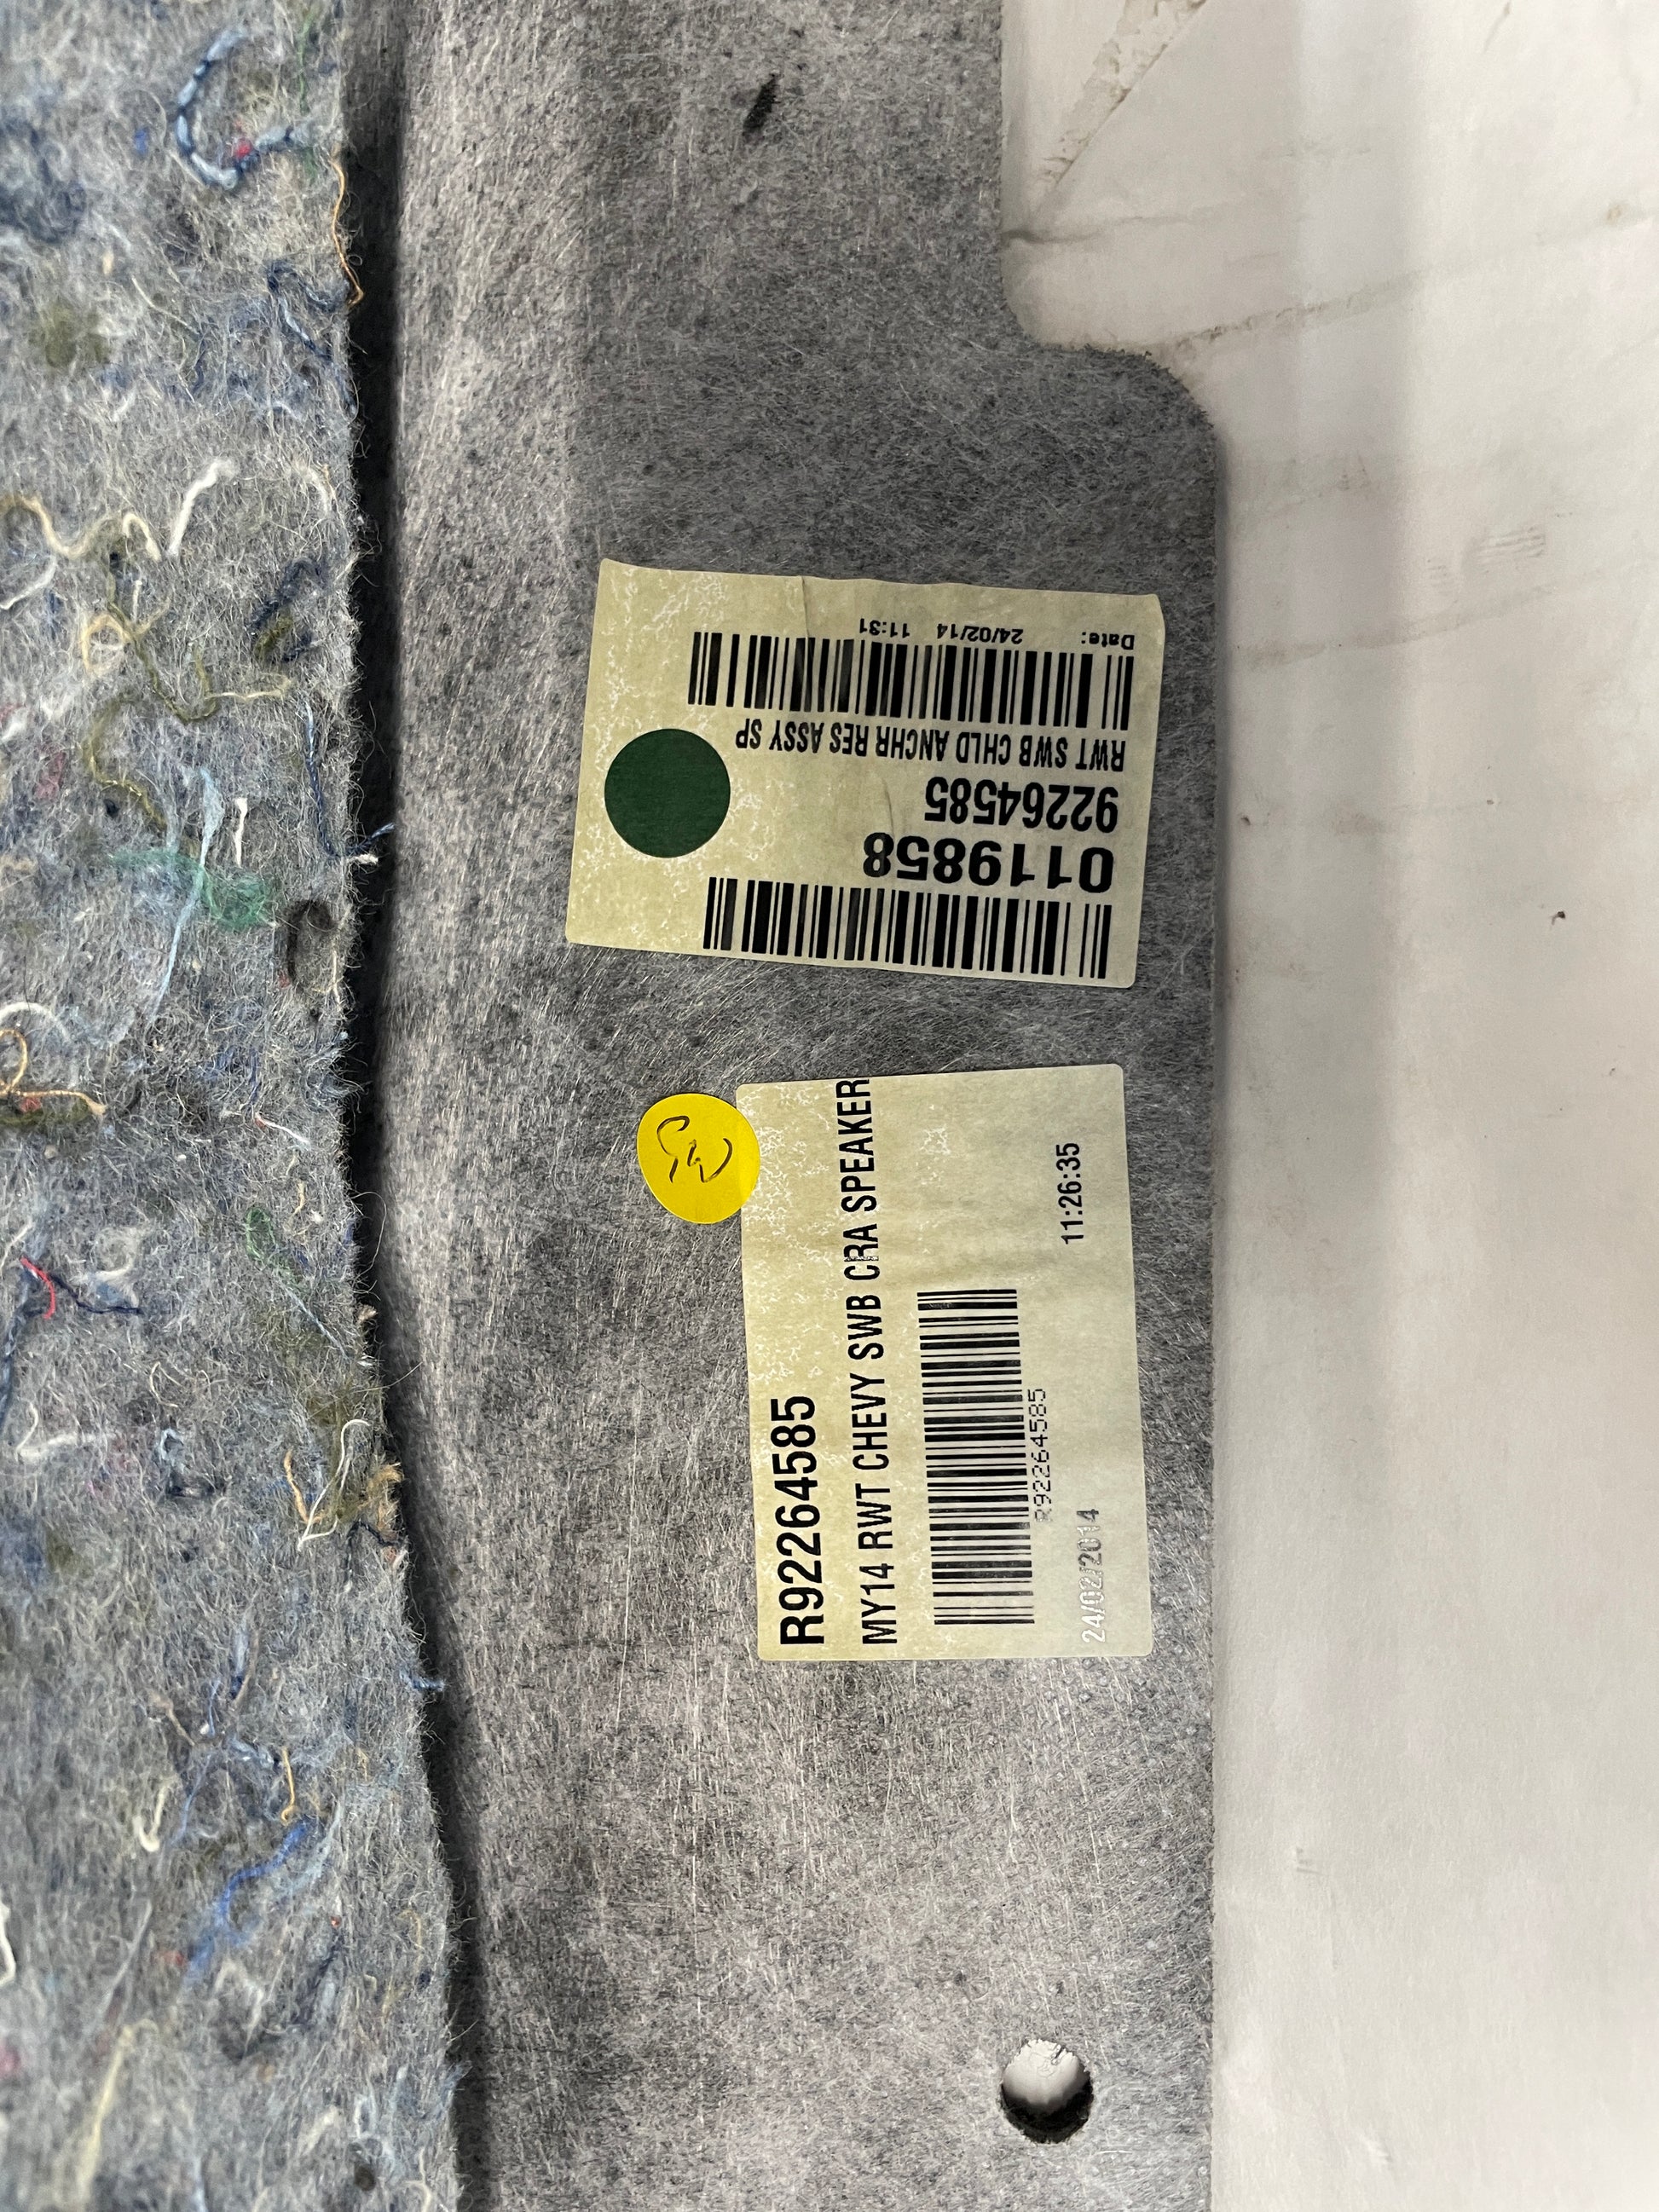 Date: 24/02/14 11:31
RWT SWB CHLD ANCHR RES ASSY SP
92264585
0119858
R92264585
MY14 RWT CHEVY SWB CRA SPEAKER
R92264585
24/02/2014 11:26:35